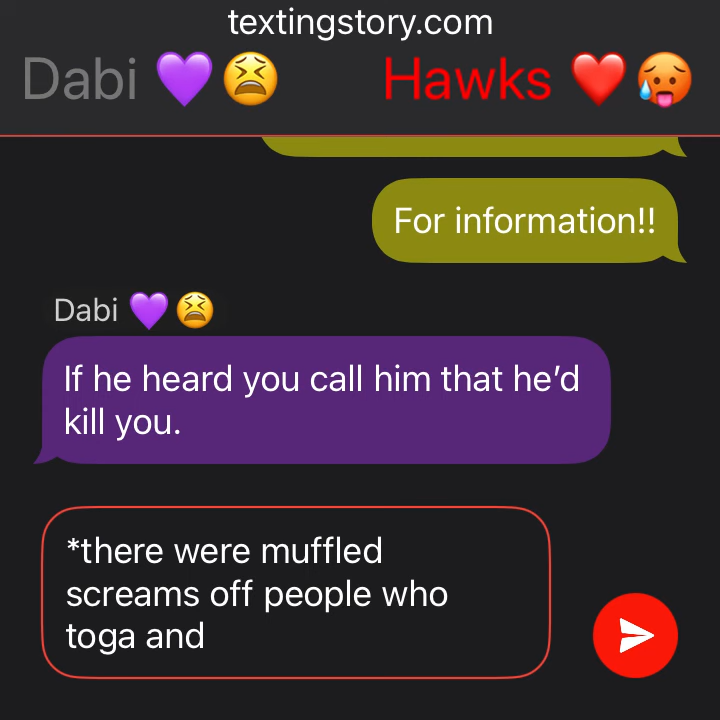 textingstory.com
Dabi 💜😫 Hawks ❤️🥵
For information!!
Dabi 💜😫
If he heard you call him that he’d
kill you.
*there were muffled
screams off people who
toga and